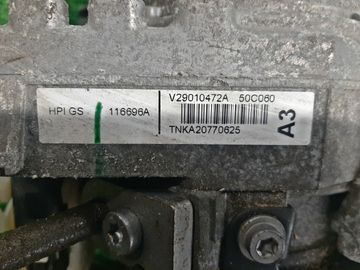 V29010472A 50C060
HPI GS 116696A
TNKA20770625
A3